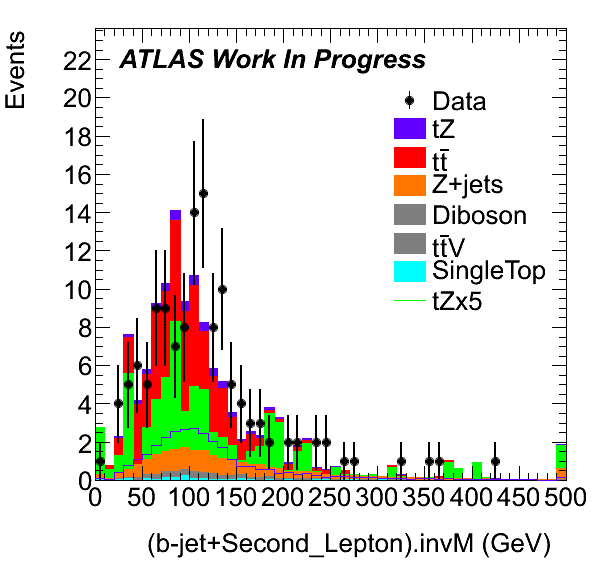 Events
ATLAS Work In Progress
22
20
18
16
14
12
10
8
6
4
2
0
Data
tZ
tt̄
Z+jets
Diboson
tt̄V
SingleTop
tZx5
0 50 100 150 200 250 300 350 400 450 500
(b-jet+Second_Lepton).invM (GeV)